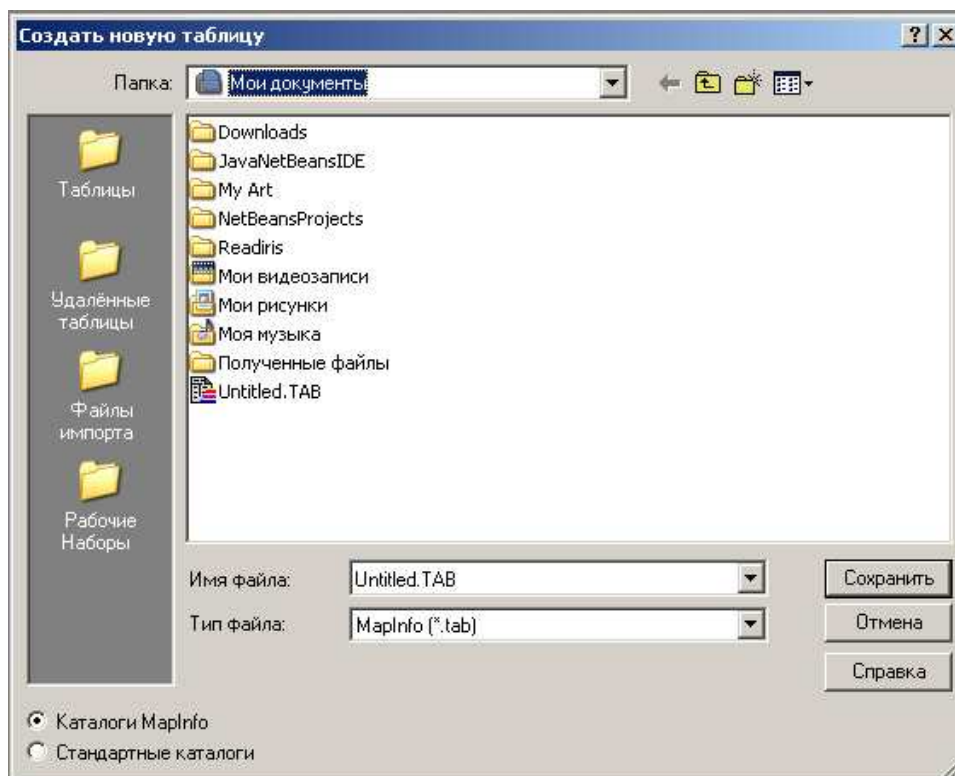 Создать новую таблицу
Папка: Мои документы
Таблицы
Удалённые
таблицы
Файлы
импорта
Рабочие
Наборы
Downloads
JavaNetBeansIDE
My Art
NetBeansProjects
Readiris
Мои видеозаписи
Мои рисунки
Моя музыка
Полученные файлы
Untitled.TAB
Имя файла: Untitled.TAB Сохранить
Тип файла: MapInfo (*.tab) Отмена
Справка
Каталоги MapInfo
Стандартные каталоги